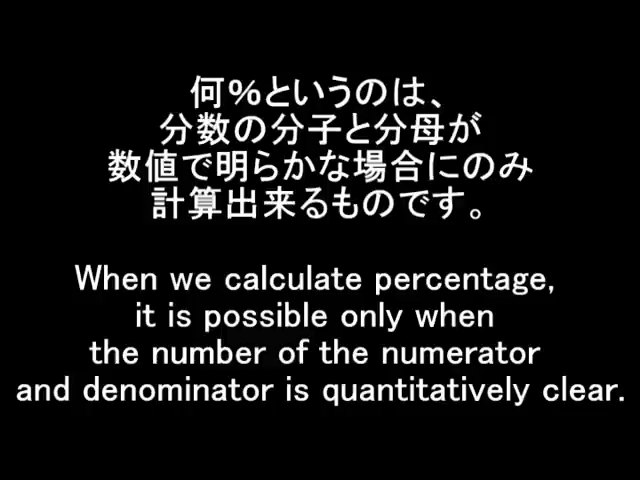 何％というのは、
分数の分子と分母が
数値で明らかな場合にのみ
計算出来るものです。
When we calculate percentage,
it is possible only when
the number of the numerator
and denominator is quantitatively clear.